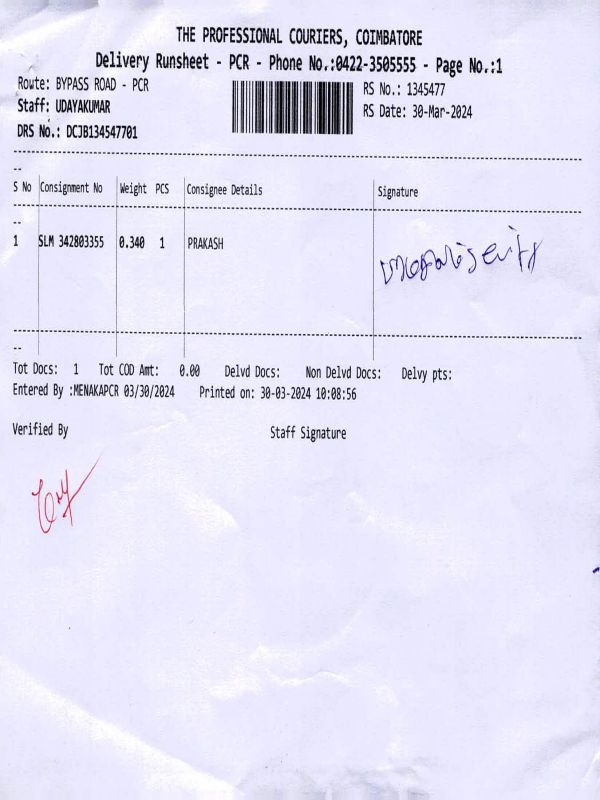 THE PROFESSIONAL COURIERS, COIMBATORE
Delivery Runsheet - PCR - Phone No.:0422-3505555 - Page No.:1
Route: BYPASS ROAD - PCR RS No.: 1345477
Staff: UDAYAKUMAR RS Date: 30-Mar-2024
DRS No.: DCJB134547701
--
S No Consignment No Weight PCS Consignee Details Signature
--
1 SLM 342803355 0.340 1 PRAKASH
--
Tot Docs: 1 Tot COD Amt: 0.00 Delvd Docs: Non Delvd Docs: Delvy pts:
Entered By :MENAKAPCR 03/30/2024 Printed on: 30-03-2024 10:08:56
Verified By Staff Signature